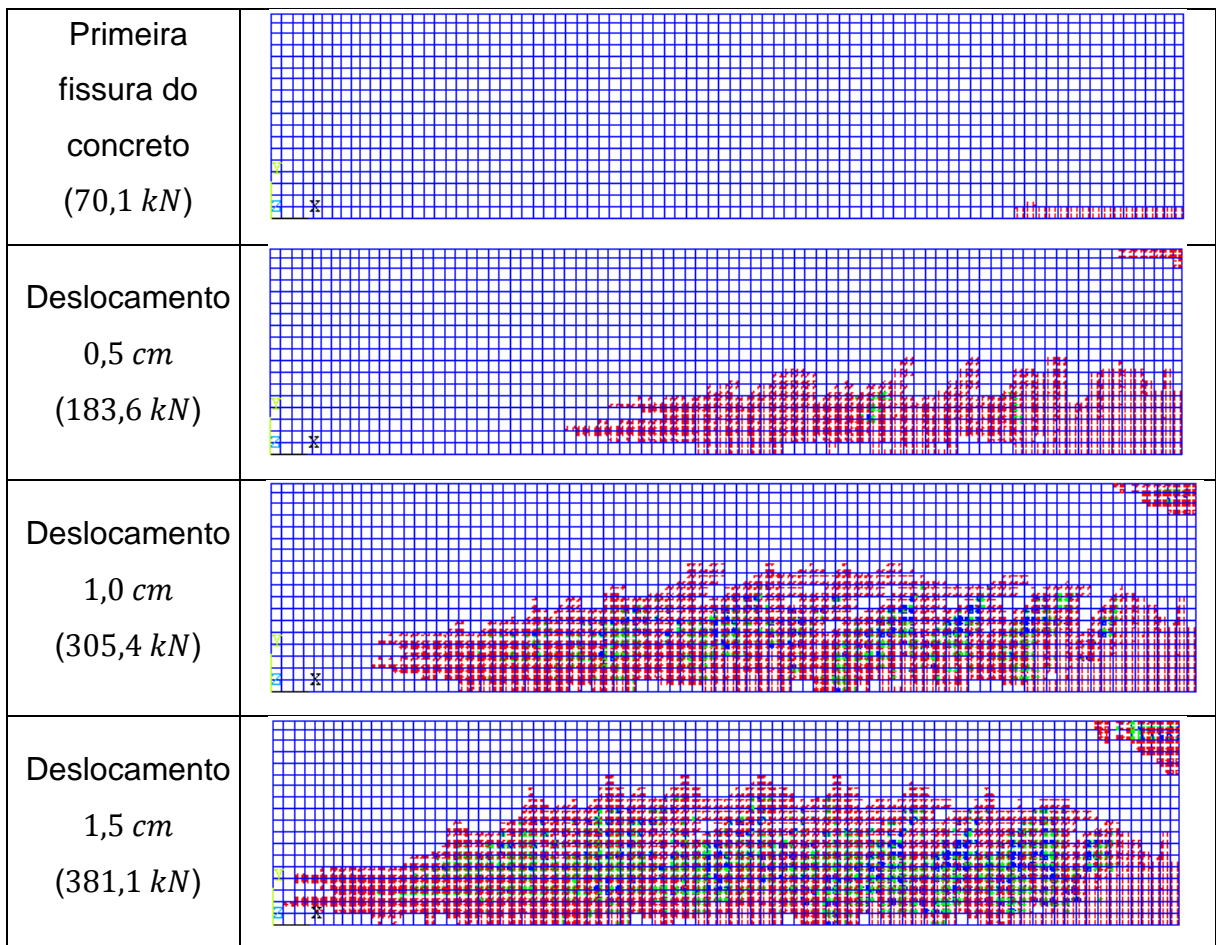 Primeira
fissura do
concreto
(70,1 kN)
Y
Z
X
Deslocamento
0,5 cm
(183,6 kN)
Y
Z
X
Deslocamento
1,0 cm
(305,4 kN)
Y
Z
X
Deslocamento
1,5 cm
(381,1 kN)
Y
Z
X